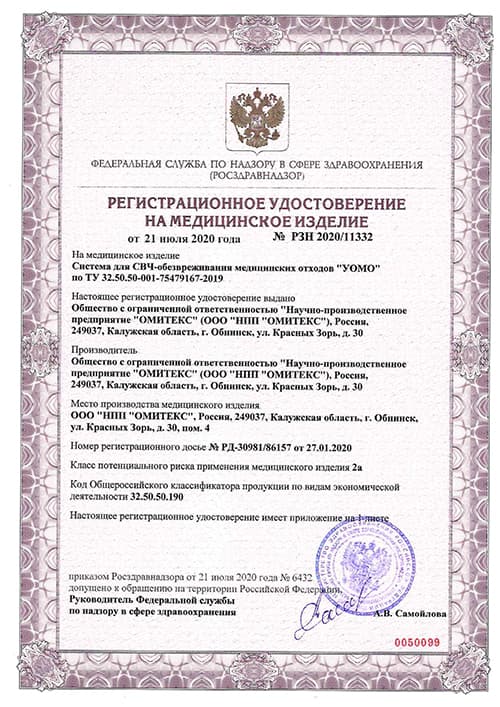 ФЕДЕРАЛЬНАЯ СЛУЖБА ПО НАДЗОРУ В СФЕРЕ ЗДРАВООХРАНЕНИЯ
(РОСЗДРАВНАДЗОР)
РЕГИСТРАЦИОННОЕ УДОСТОВЕРЕНИЕ
НА МЕДИЦИНСКОЕ ИЗДЕЛИЕ
от 21 июля 2020 года № РЗН 2020/11332
На медицинское изделие
Система для СВЧ-обезвреживания медицинских отходов "УОМО"
по ТУ 32.50.50-001-75479167-2019
Настоящее регистрационное удостоверение выдано
Общество с ограниченной ответственностью "Научно-производственное
предприятие "ОМИТЕКС" (ООО "НПП "ОМИТЕКС"), Россия,
249037, Калужская область, г. Обнинск, ул. Красных Зорь, д. 30
Производитель
Общество с ограниченной ответственностью "Научно-производственное
предприятие "ОМИТЕКС" (ООО "НПП "ОМИТЕКС"), Россия,
249037, Калужская область, г. Обнинск, ул. Красных Зорь, д. 30
Место производства медицинского изделия
ООО "НПП "ОМИТЕКС", Россия, 249037, Калужская область, г. Обнинск,
ул. Красных Зорь, д. 30, пом. 4
Номер регистрационного досье № РД-30981/86157 от 27.01.2020
Класс потенциального риска применения медицинского изделия 2а
Код Общероссийского классификатора продукции по видам экономической
деятельности 32.50.50.190
Настоящее регистрационное удостоверение имеет приложение на 1 листе
приказом Росздравнадзора от 21 июля 2020 года № 6432
допущено к обращению на территории Российской Федерации.
Руководитель Федеральной службы
по надзору в сфере здравоохранения А.В. Самойлова
0050099